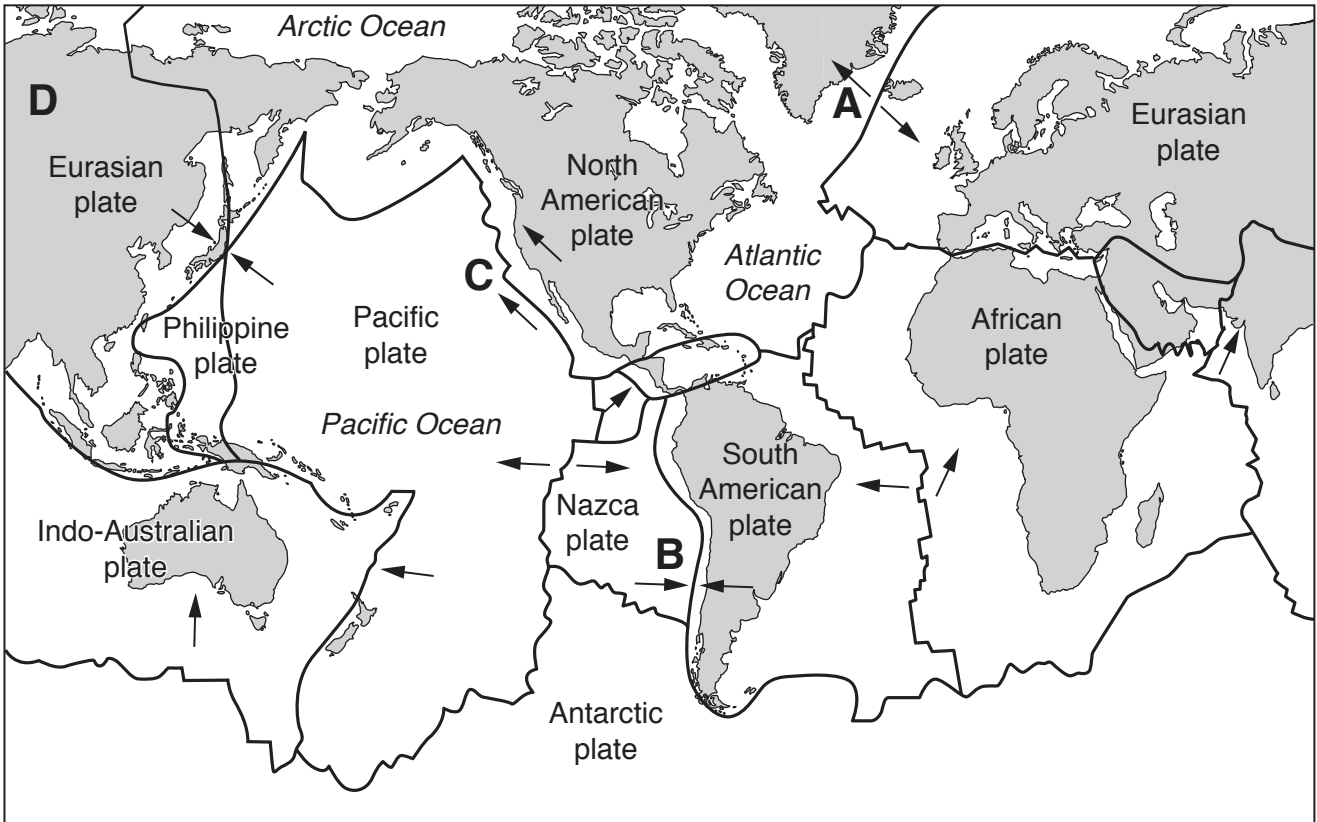 Arctic Ocean
D
A
Eurasian
plate
Eurasian
plate
North
American
plate
Atlantic
Ocean
C
Philippine
plate
Pacific
plate
African
plate
Pacific Ocean
South
American
plate
Nazca
plate
Indo-Australian
plate
B
Antarctic
plate